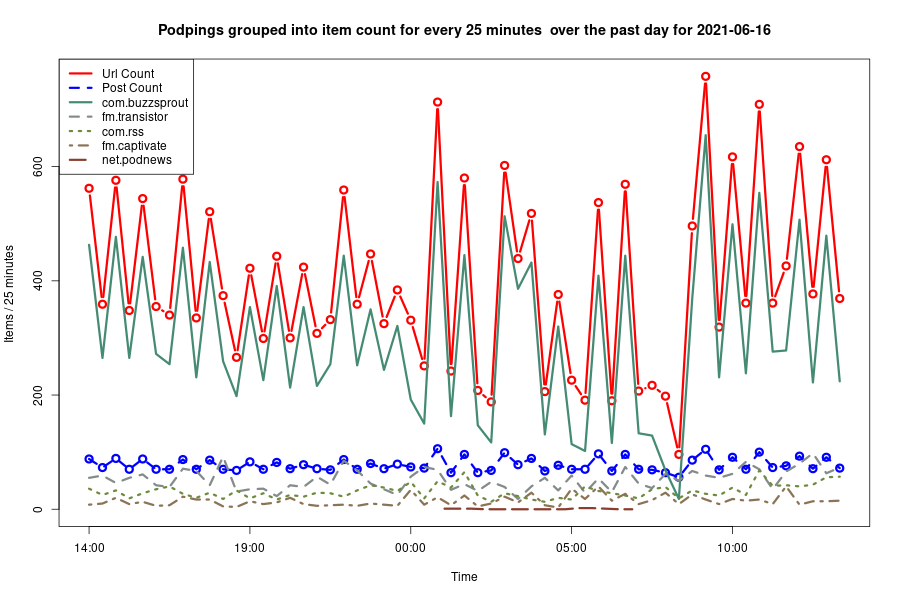 Podpings grouped into item count for every 25 minutes  over the past day for 2021-06-16
Url Count
Post Count
com.buzzsprout
fm.transistor
com.rss
fm.captivate
net.podnews
Items / 25 minutes
600
400
200
0
14:00 19:00 00:00 05:00 10:00
Time